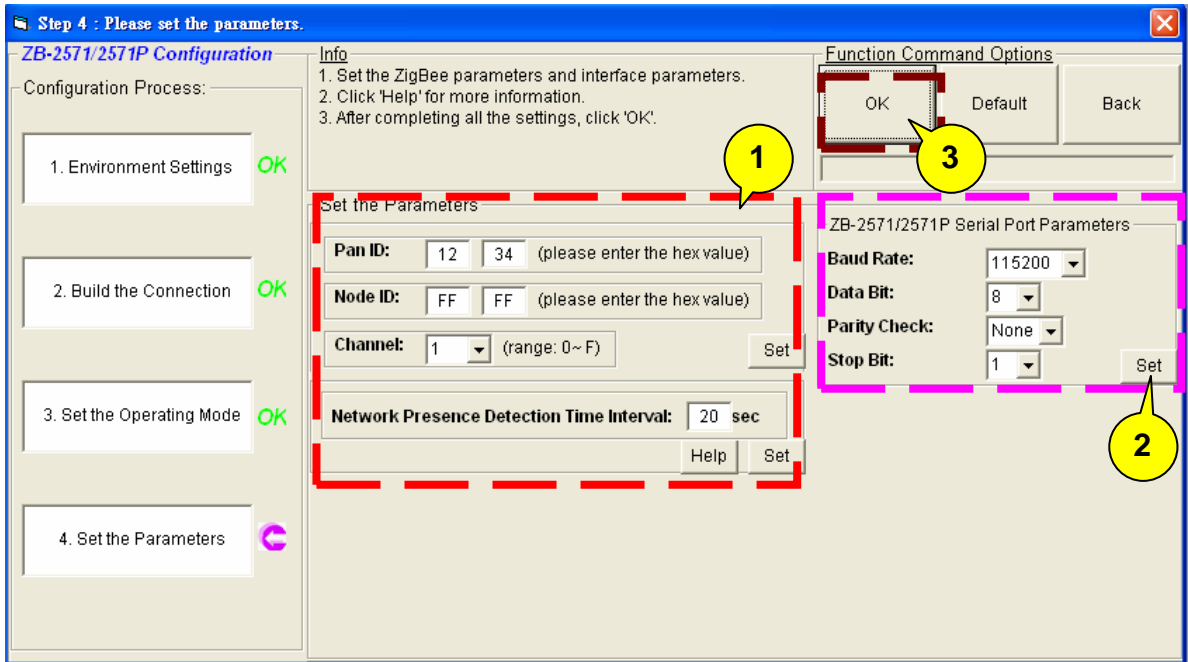 Step 4 : Please set the parameters.
ZB-2571/2571P Configuration
Configuration Process:
1. Environment Settings OK
2. Build the Connection OK
3. Set the Operating Mode OK
4. Set the Parameters
Info
1. Set the ZigBee parameters and interface parameters.
2. Click 'Help' for more information.
3. After completing all the settings, click 'OK'.
1
Set the Parameters
Pan ID: 12 34 (please enter the hex value)
Node ID: FF FF (please enter the hex value)
Channel: 1 (range: 0~ F) Set
Network Presence Detection Time Interval: 20 sec
Help Set
Function Command Options
OK Default Back
3
ZB-2571/2571P Serial Port Parameters
Baud Rate: 115200
Data Bit: 8
Parity Check: None
Stop Bit: 1 Set
2